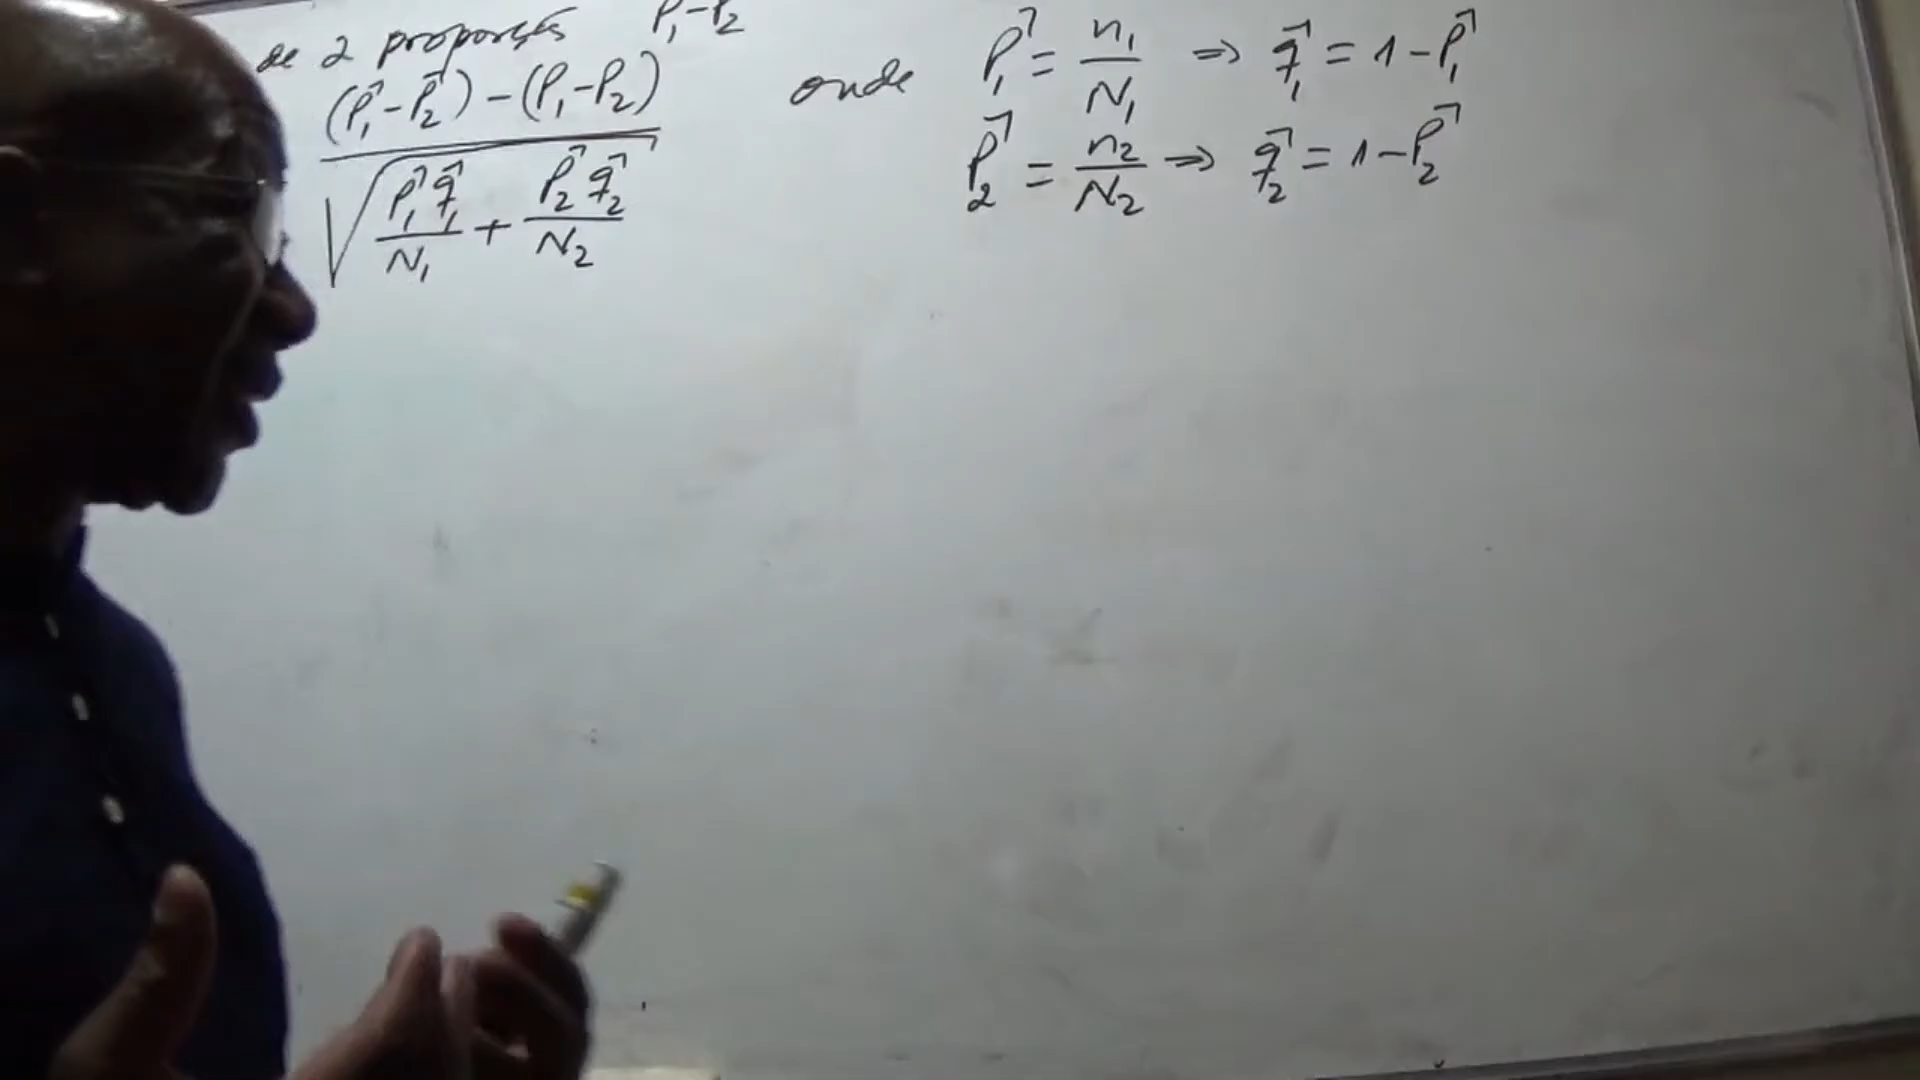 de 2 proporções P₁-P₂
(P̂₁-P̂₂)-(P₁-P₂) / √(P̂₁q̂₁/N₁ + P̂₂q̂₂/N₂)
onde P̂₁ = n₁/N₁ ⇒ q̂₁ = 1-P̂₁
P̂₂ = n₂/N₂ ⇒ q̂₂ = 1-P̂₂